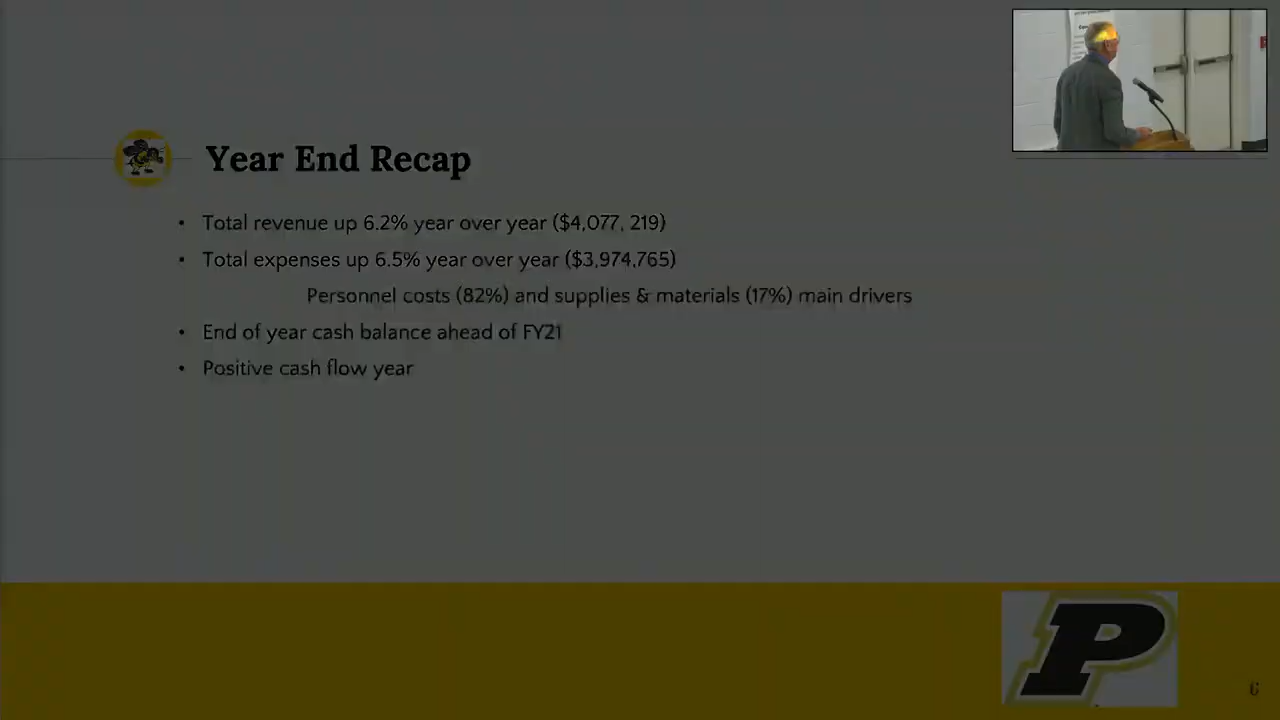 Year End Recap
• Total revenue up 6.2% year over year ($4,077, 219)
• Total expenses up 6.5% year over year ($3,974,765)
Personnel costs (82%) and supplies & materials (17%) main drivers
• End of year cash balance ahead of FY21
• Positive cash flow year
P
6